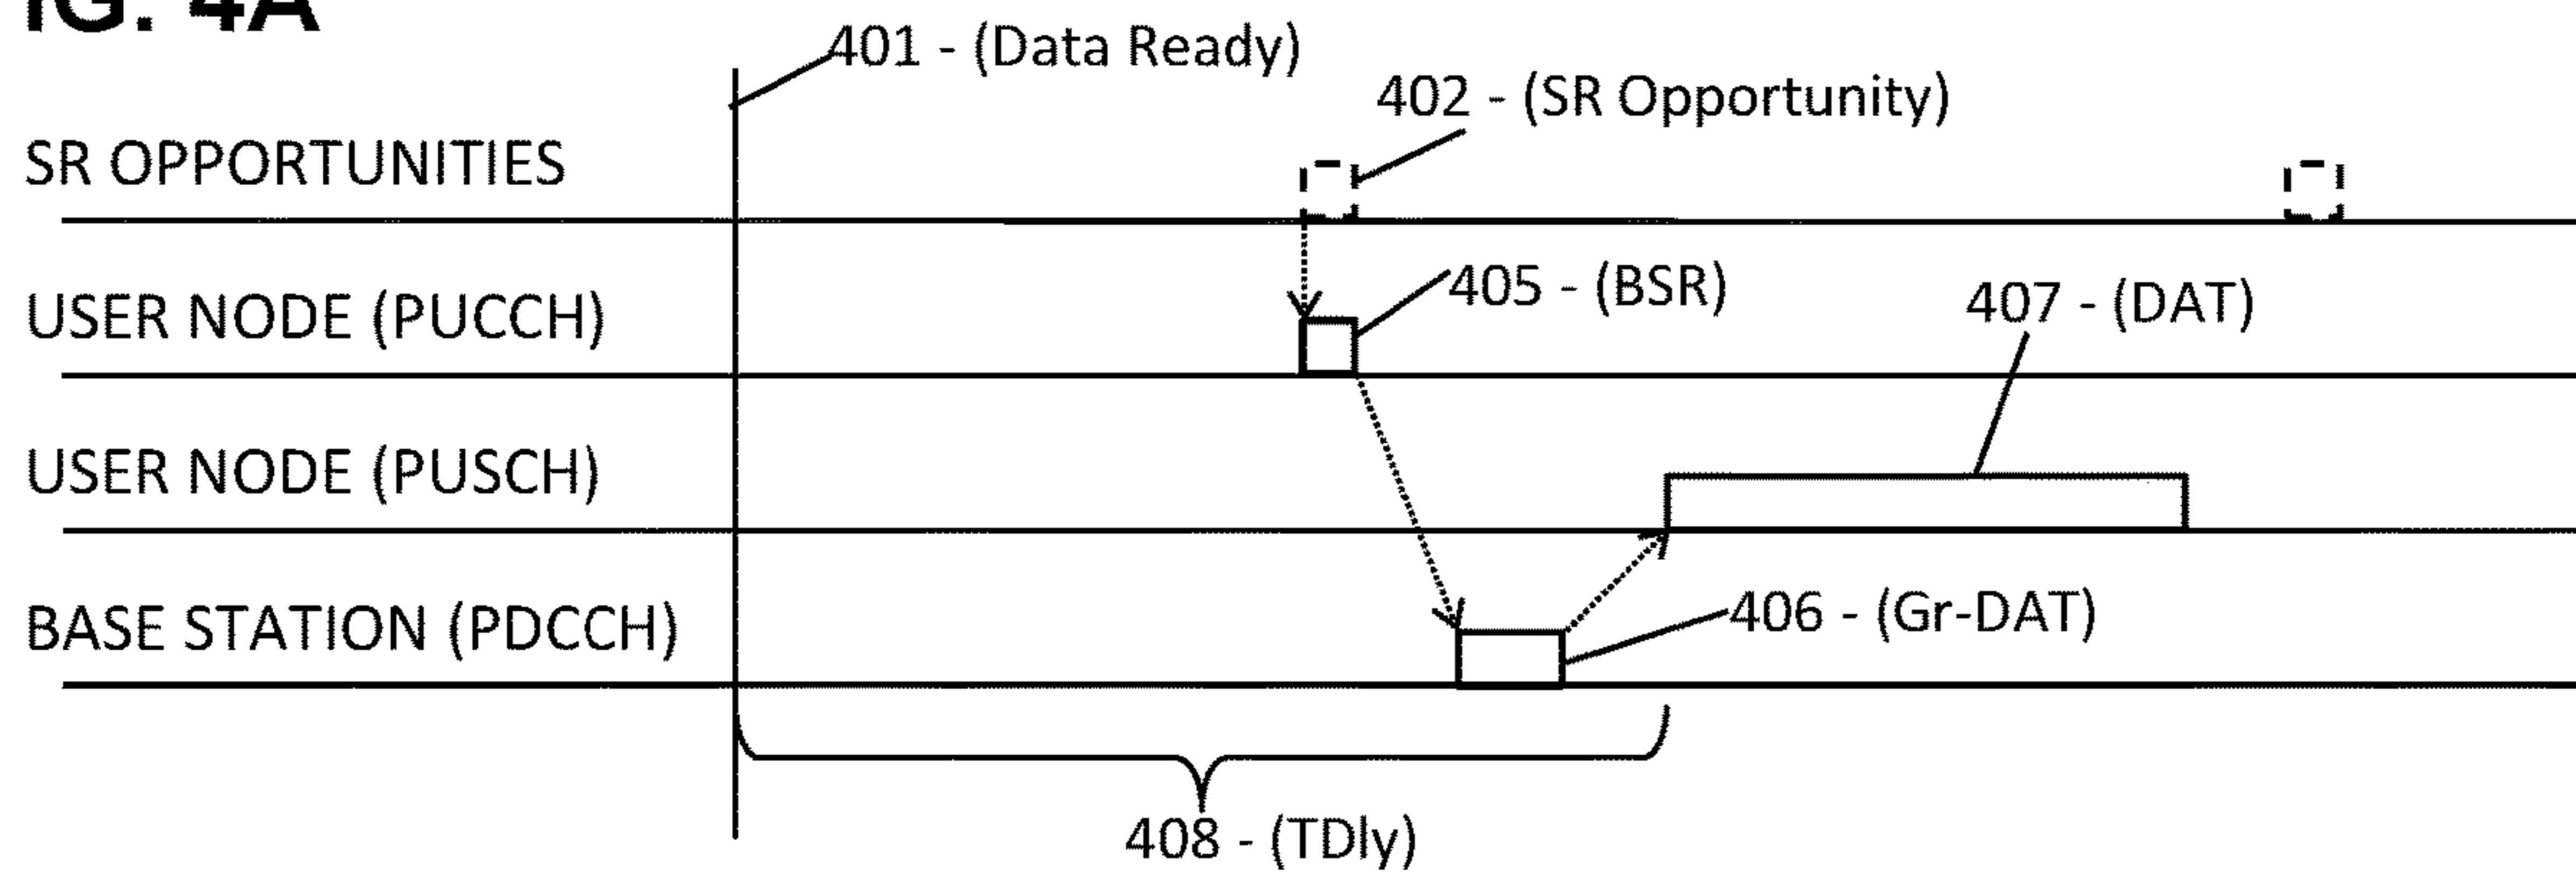 IG. 4A
401 - (Data Ready)
402 - (SR Opportunity)
SR OPPORTUNITIES
405 - (BSR)
USER NODE (PUCCH)
407 - (DAT)
USER NODE (PUSCH)
406 - (Gr-DAT)
BASE STATION (PDCCH)
408 - (TDly)